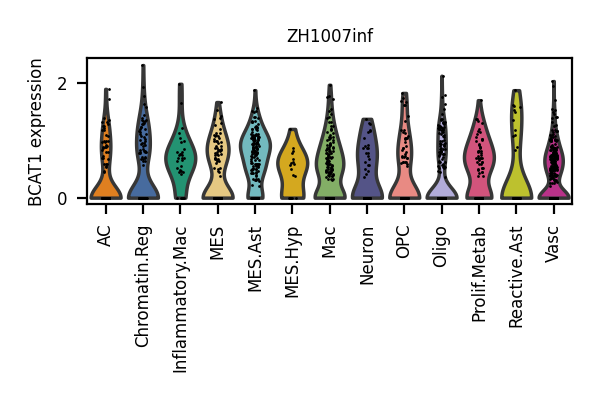 ZH1007inf
BCAT1 expression
2
0
AC
Chromatin.Reg
Inflammatory.Mac
MES
MES.Ast
MES.Hyp
Mac
Neuron
OPC
Oligo
Prolif.Metab
Reactive.Ast
Vasc